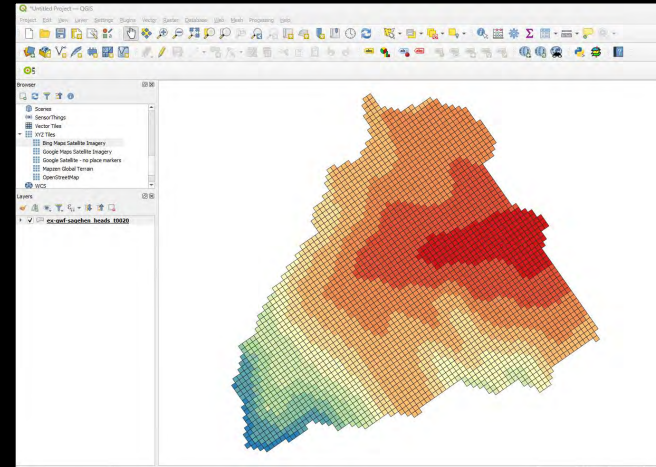 *Untitled Project — QGIS
Project Edit View Layer Settings Plugins Vector Raster Database Web Mesh Processing Help
Browser
Scenes
SensorThings
Vector Tiles
XYZ Tiles
Bing Maps Satellite Imagery
Google Maps Satellite Imagery
Google Satellite - no place markers
Mapzen Global Terrain
OpenStreetMap
WCS
Layers
ex-gwf-sagehen_heads_t0020